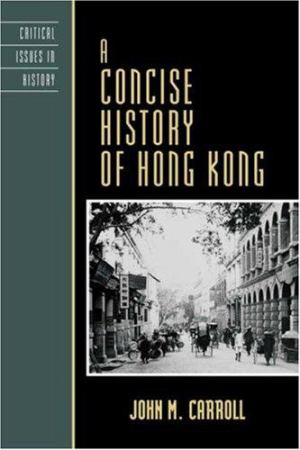 CRITICAL
ISSUES IN
HISTORY
A
CONCISE
HISTORY
OF HONG KONG
JOHN M. CARROLL